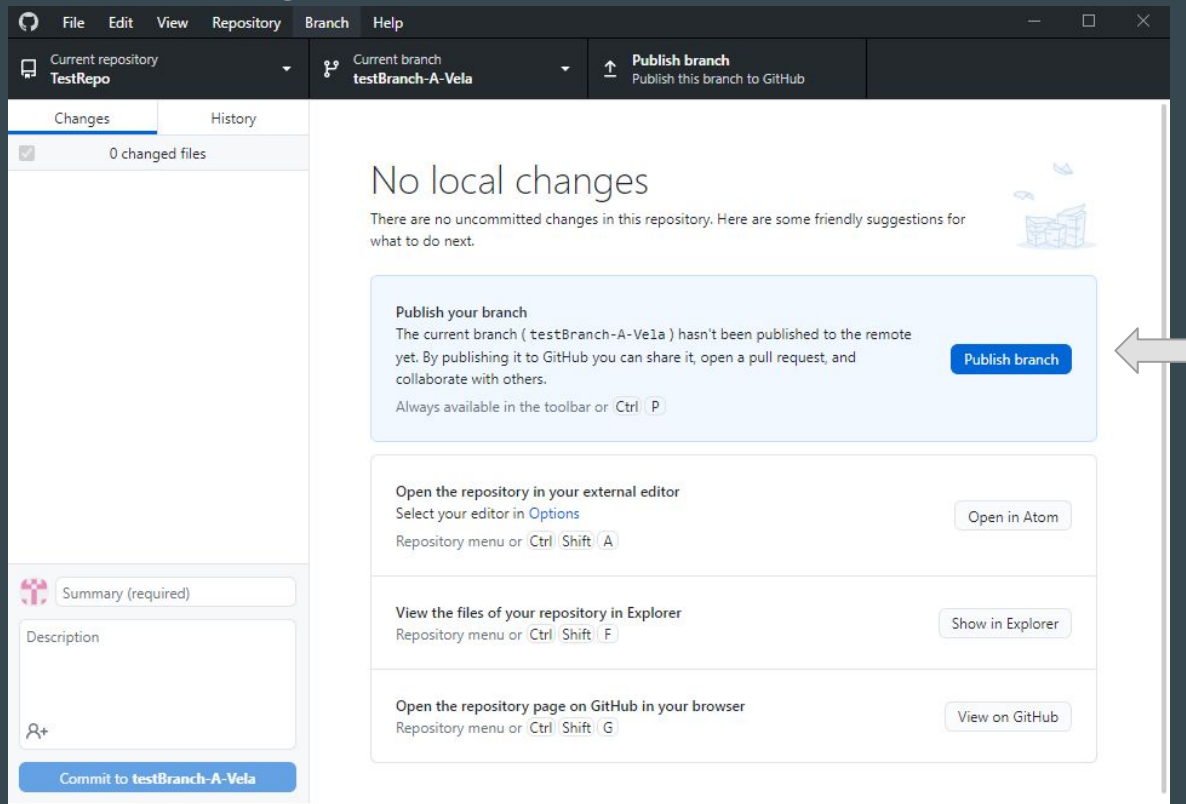 File Edit View Repository Branch Help
Current repository
TestRepo
Current branch
testBranch-A-Vela
Publish branch
Publish this branch to GitHub
Changes History
0 changed files
No local changes
There are no uncommitted changes in this repository. Here are some friendly suggestions for
what to do next.
Publish your branch
The current branch ( testBranch-A-Vela ) hasn't been published to the remote
yet. By publishing it to GitHub you can share it, open a pull request, and
collaborate with others.
Always available in the toolbar or Ctrl P
Publish branch
Open the repository in your external editor
Select your editor in Options
Repository menu or Ctrl Shift A
Open in Atom
View the files of your repository in Explorer
Repository menu or Ctrl Shift F
Show in Explorer
Open the repository page on GitHub in your browser
Repository menu or Ctrl Shift G
View on GitHub
Summary (required)
Description
Commit to testBranch-A-Vela